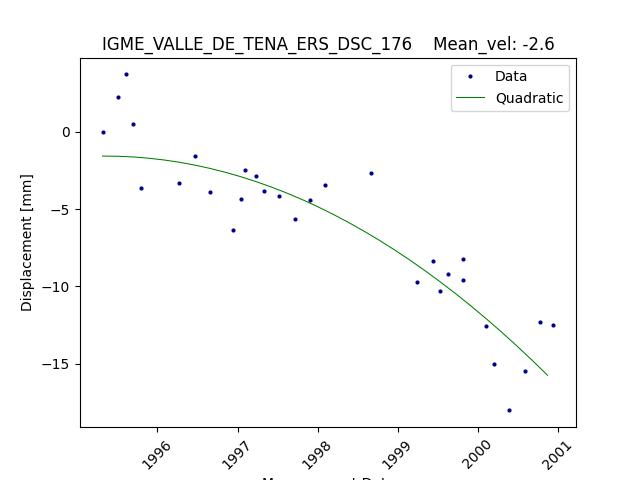 IGME_VALLE_DE_TENA_ERS_DSC_176 Mean_vel: -2.6
Data
Quadratic
0
−5
−10
−15
Displacement [mm]
1996
1997
1998
1999
2000
2001